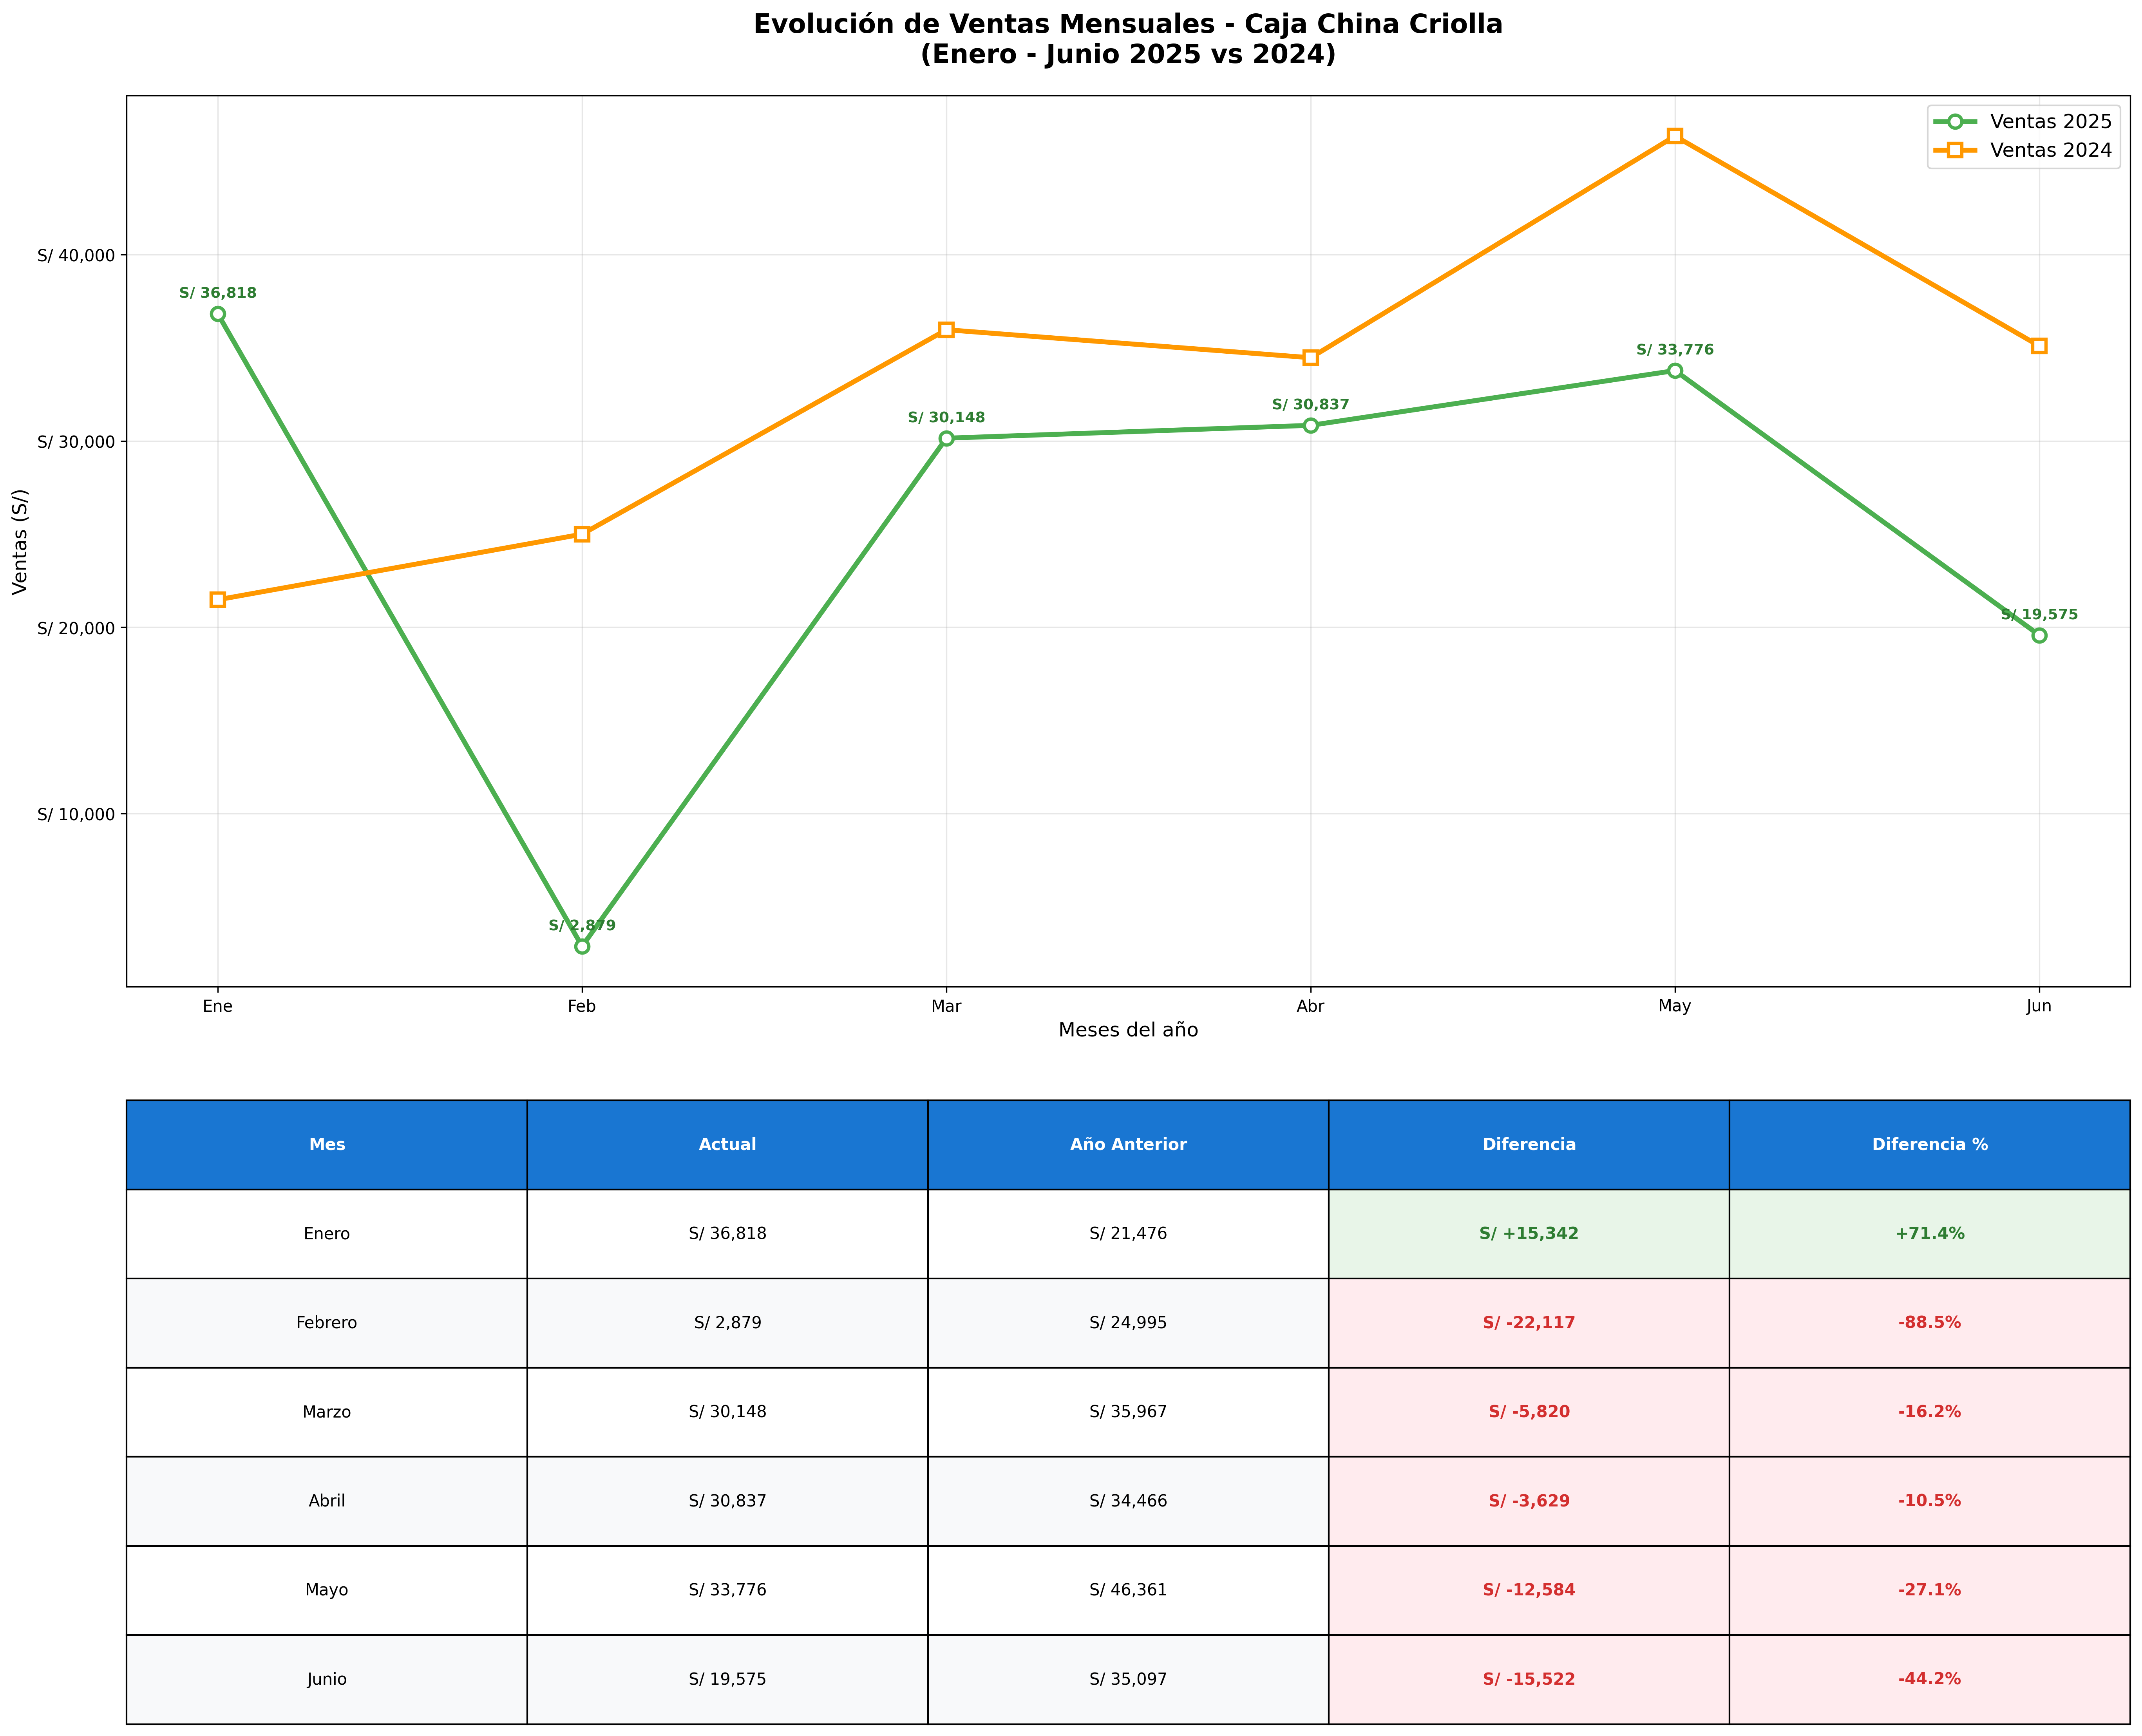 Evolución de Ventas Mensuales - Caja China Criolla
(Enero - Junio 2025 vs 2024)
Ventas 2025
Ventas 2024
Ventas (S/)
S/ 40,000
S/ 30,000
S/ 20,000
S/ 10,000
S/ 36,818
S/ 2,879
S/ 30,148
S/ 30,837
S/ 33,776
S/ 19,575
Ene Feb Mar Abr May Jun
Meses del año
Mes Actual Año Anterior Diferencia Diferencia %
Enero S/ 36,818 S/ 21,476 S/ +15,342 +71.4%
Febrero S/ 2,879 S/ 24,995 S/ -22,117 -88.5%
Marzo S/ 30,148 S/ 35,967 S/ -5,820 -16.2%
Abril S/ 30,837 S/ 34,466 S/ -3,629 -10.5%
Mayo S/ 33,776 S/ 46,361 S/ -12,584 -27.1%
Junio S/ 19,575 S/ 35,097 S/ -15,522 -44.2%